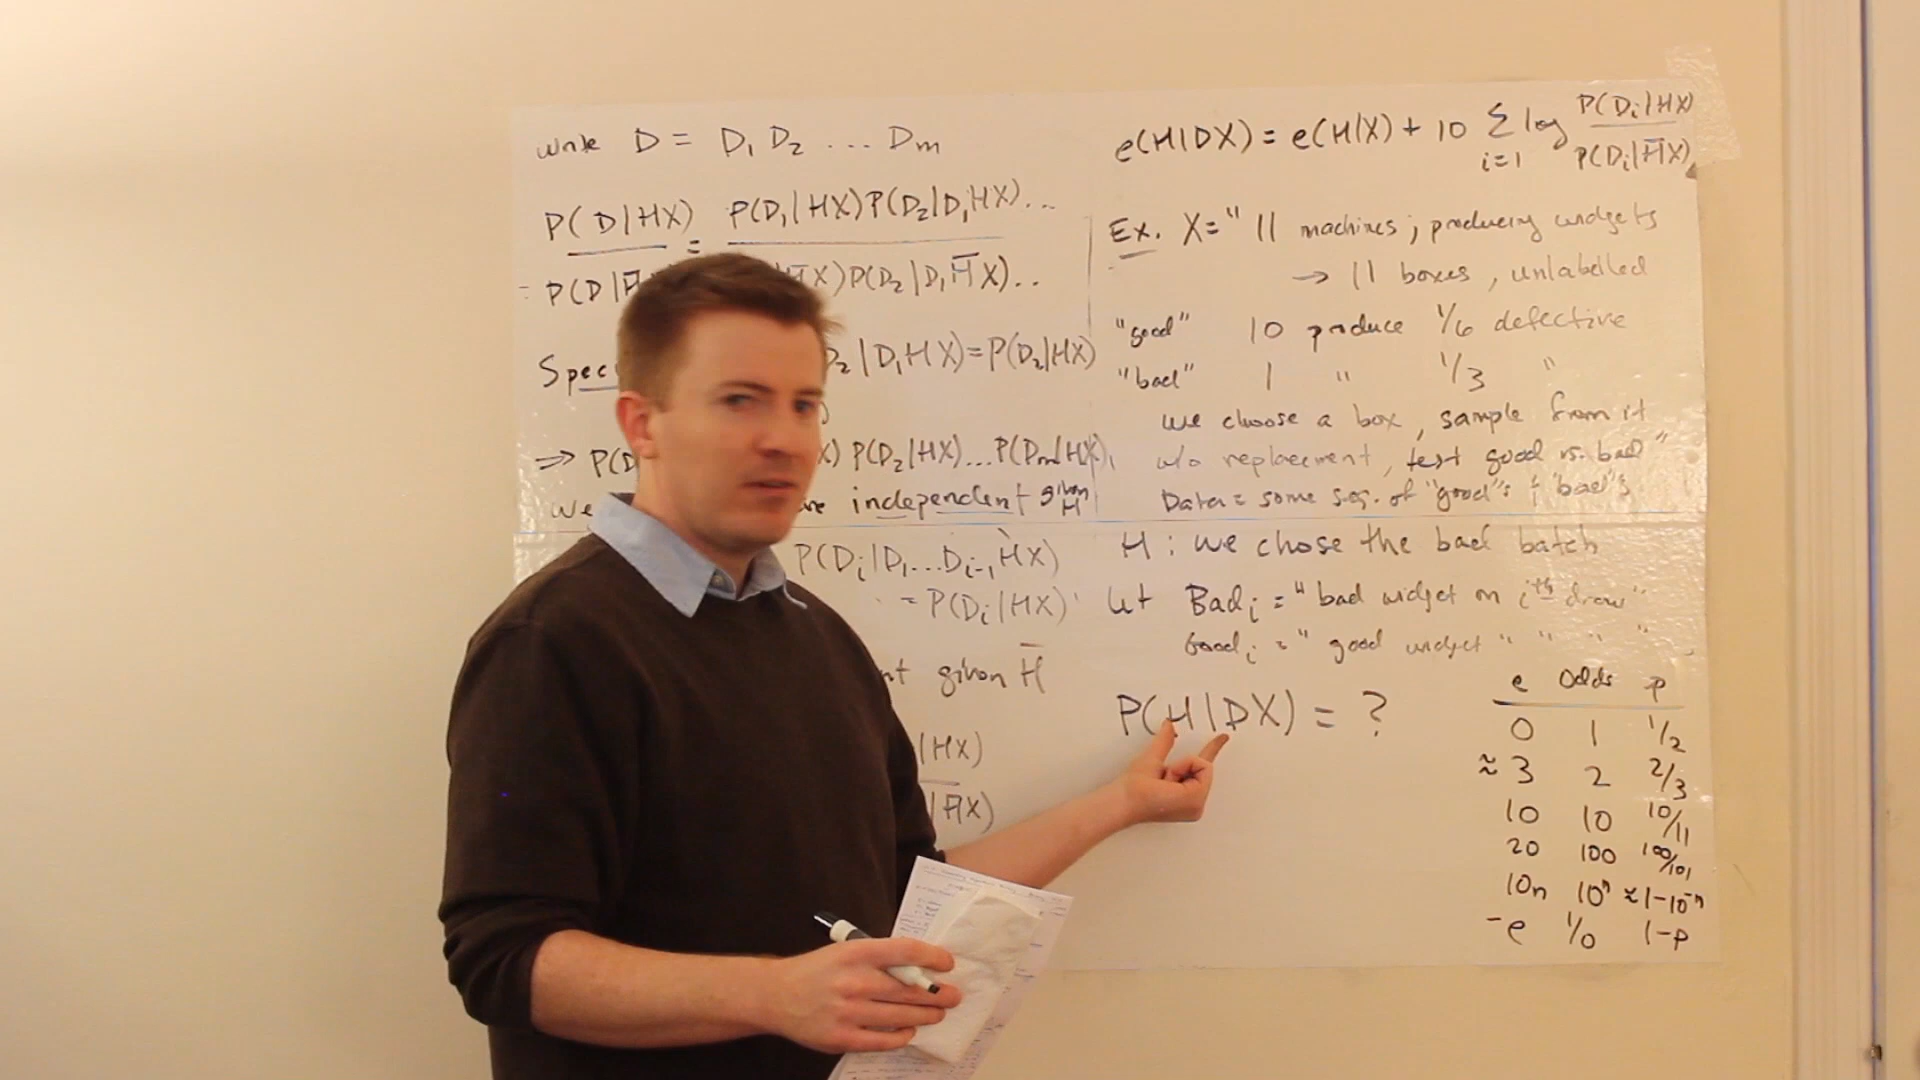 write D = D₁ D₂ ... Dₘ
P(D|HX) = P(D₁|HX)P(D₂|D₁HX)...
P(D|H̅ H̅X)P(D₂|D₁H̅X)..
Spec D₂|D₁HX)=P(D₂|HX)
⇒ P(D X) P(D₂|HX)...P(Dₘ|HX),
we independent given H
P(Dᵢ|D₁...Dᵢ₋₁HX)
= P(Dᵢ|HX)
given H̅
|HX)
|H̅X)
e(H|DX) = e(H|X) + 10 Σ i=1 log P(Dᵢ|HX) / P(Dᵢ|H̅X)
Ex. X = " 11 machines ; producing widgets
→ 11 boxes , unlabelled
"good" 10 produce 1/6 defective
"bad" 1 " 1/3 "
we choose a box, sample from it
w/o replacement, test good vs. bad "
Data = some seq. of "good"s & "bad"s
H : we chose the bad batch
let Badᵢ = "bad widget on iᵗʰ draw"
Goodᵢ = " good widget " " " "
P(H|DX) = ?
e Odds p
0 1 1/2
≈ 3 2 2/3
10 10 10/11
20 100 100/101
10n 10ⁿ ≈ 1-10⁻ⁿ
-e 1/o 1-p